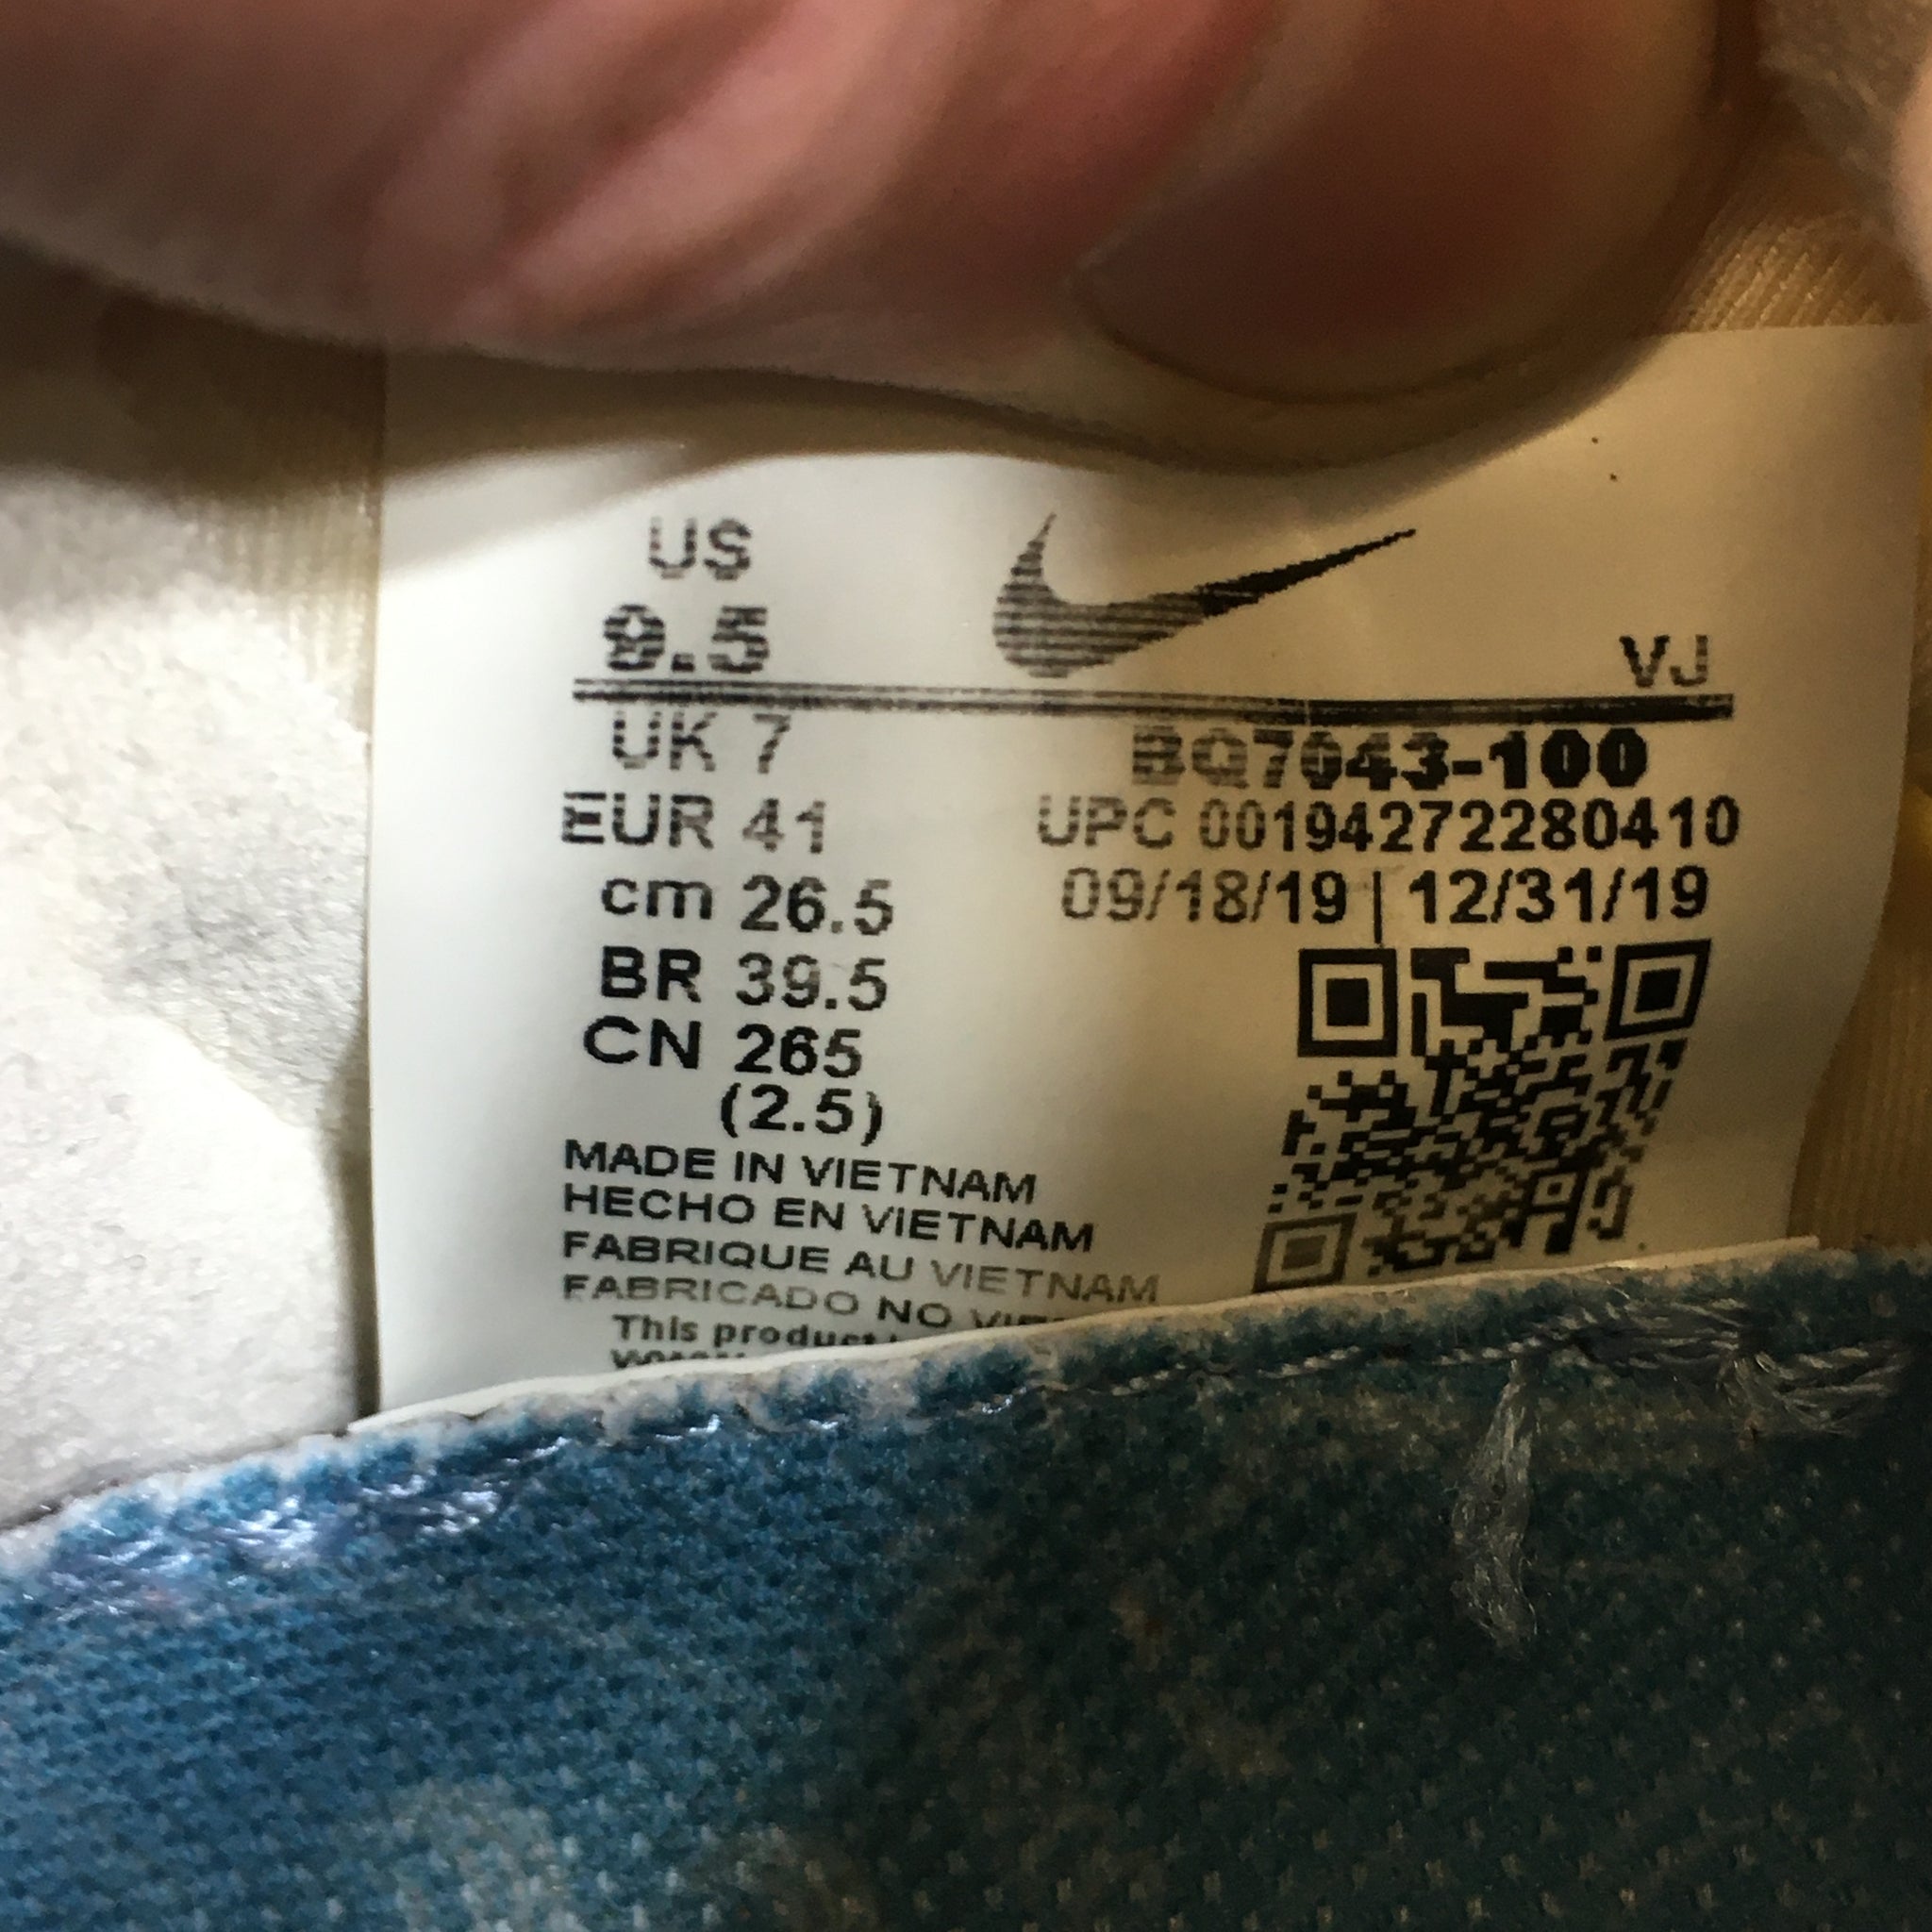 US
9.5
VJ
UK 7
BQ7043-100
EUR 41
UPC 00194272280410
cm 26.5
09/18/19 | 12/31/19
BR 39.5
CN 265
(2.5)
MADE IN VIETNAM
HECHO EN VIETNAM
FABRIQUE AU VIETNAM
FABRICADO NO
This product